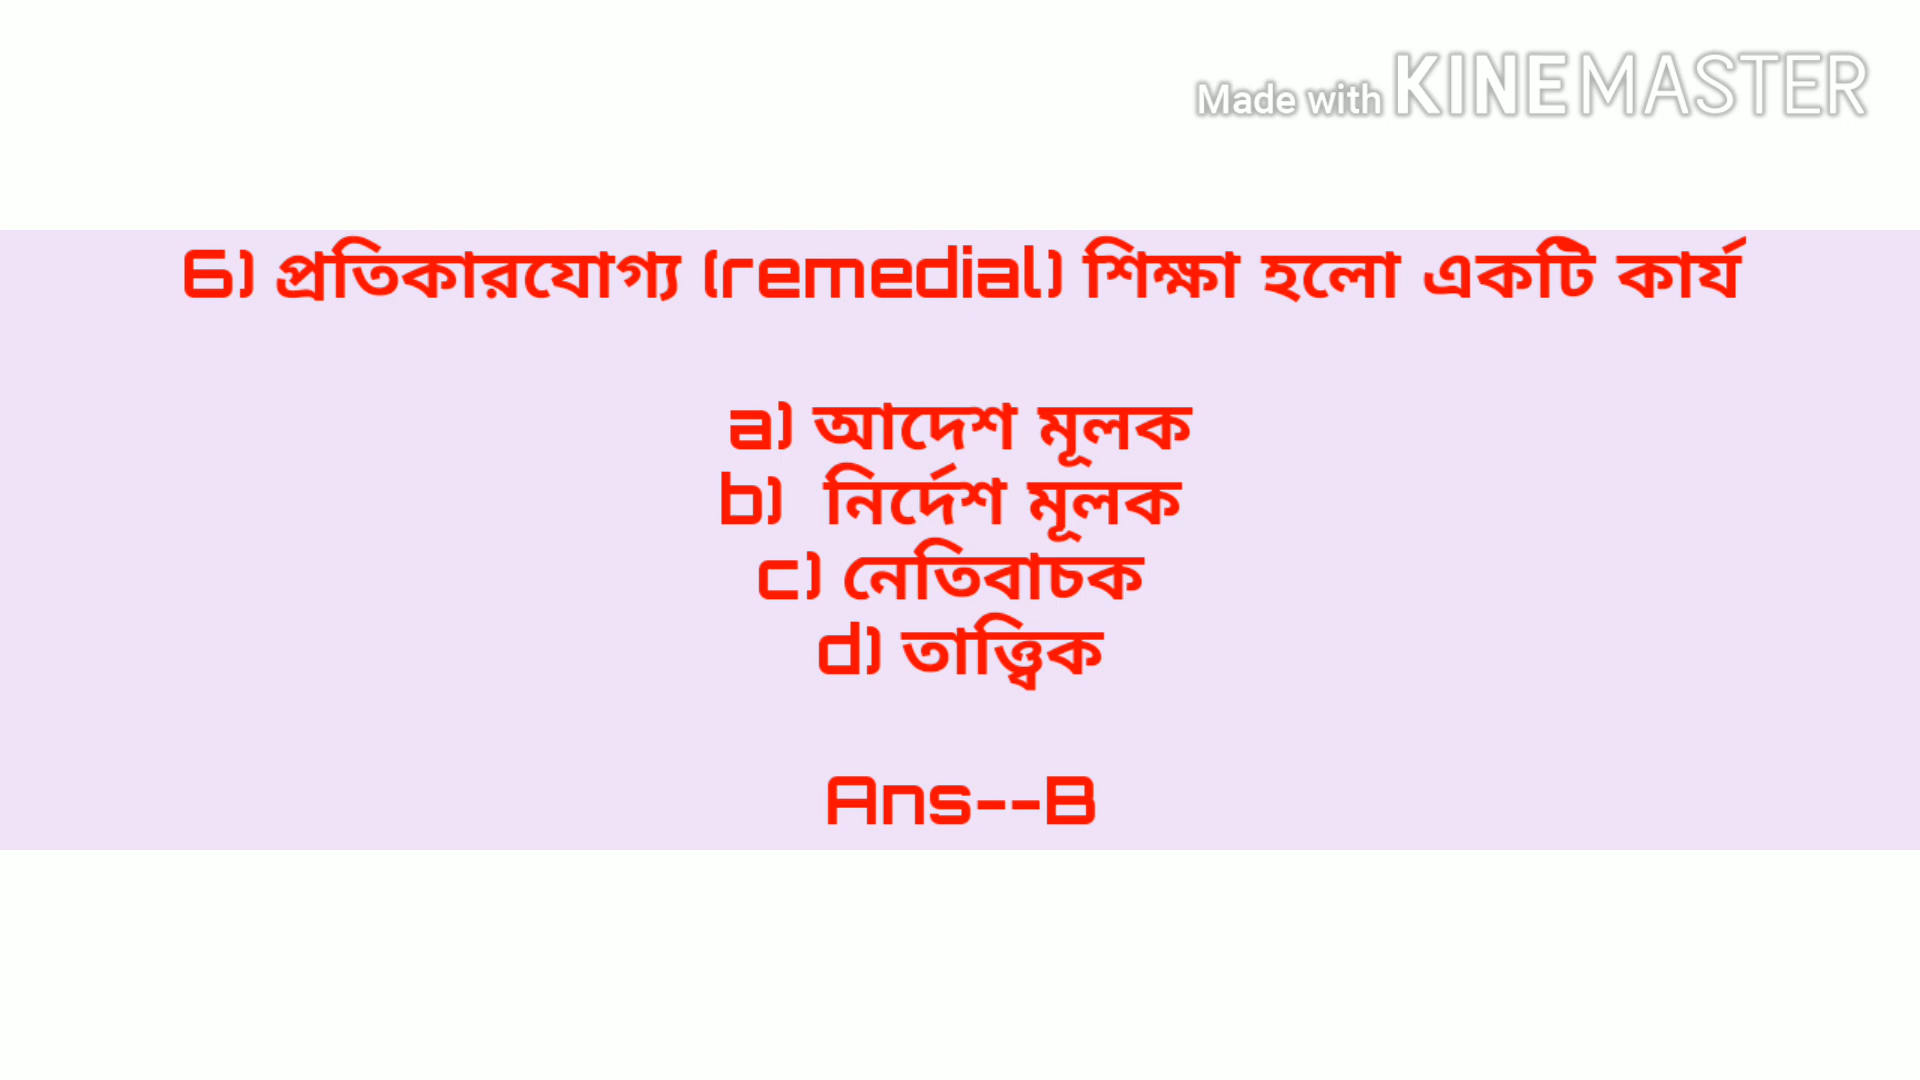 Made with KINEMASTER
6) প্রতিকারযোগ্য (remedial) শিক্ষা হলো একটি কার্য
a) আদেশ মূলক
b) নির্দেশ মূলক
c) নেতিবাচক
d) তাত্ত্বিক
Ans--B